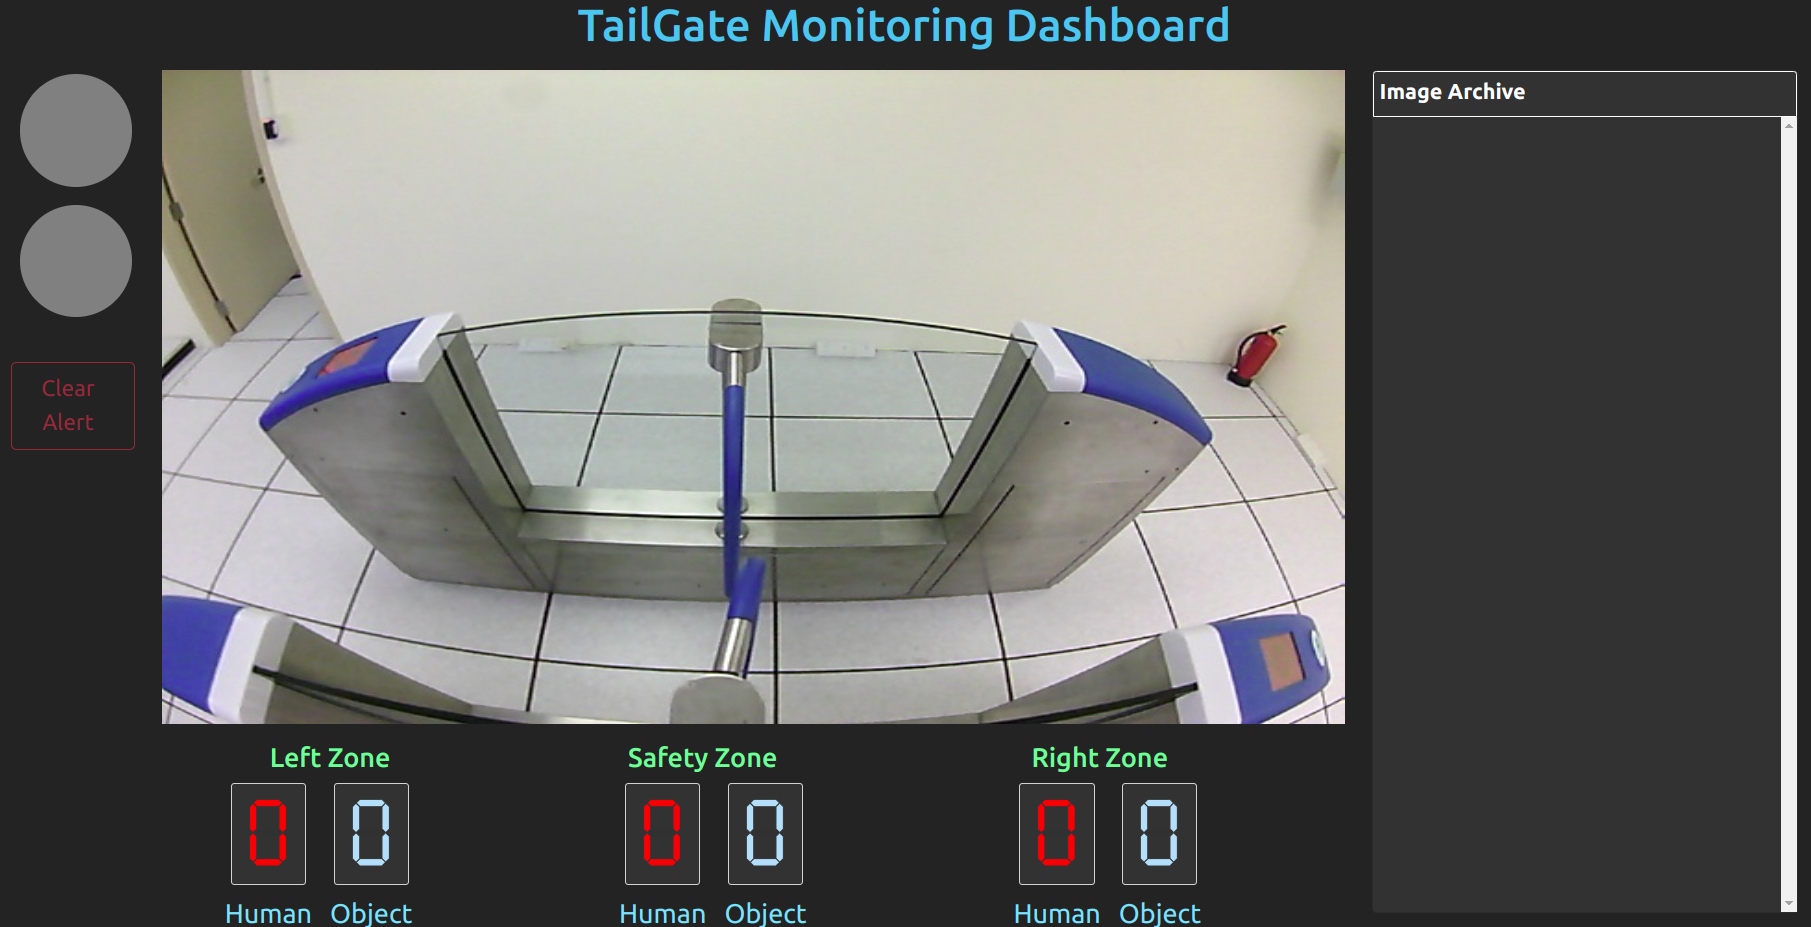 TailGate Monitoring Dashboard
Image Archive
Clear
Alert
Left Zone
Safety Zone
Right Zone
0 0
0 0
0 0
Human Object
Human Object
Human Object